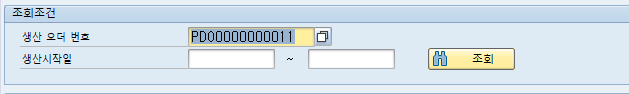 조회조건
생산 오더 번호 PD00000000011
생산시작일 ~ 조회